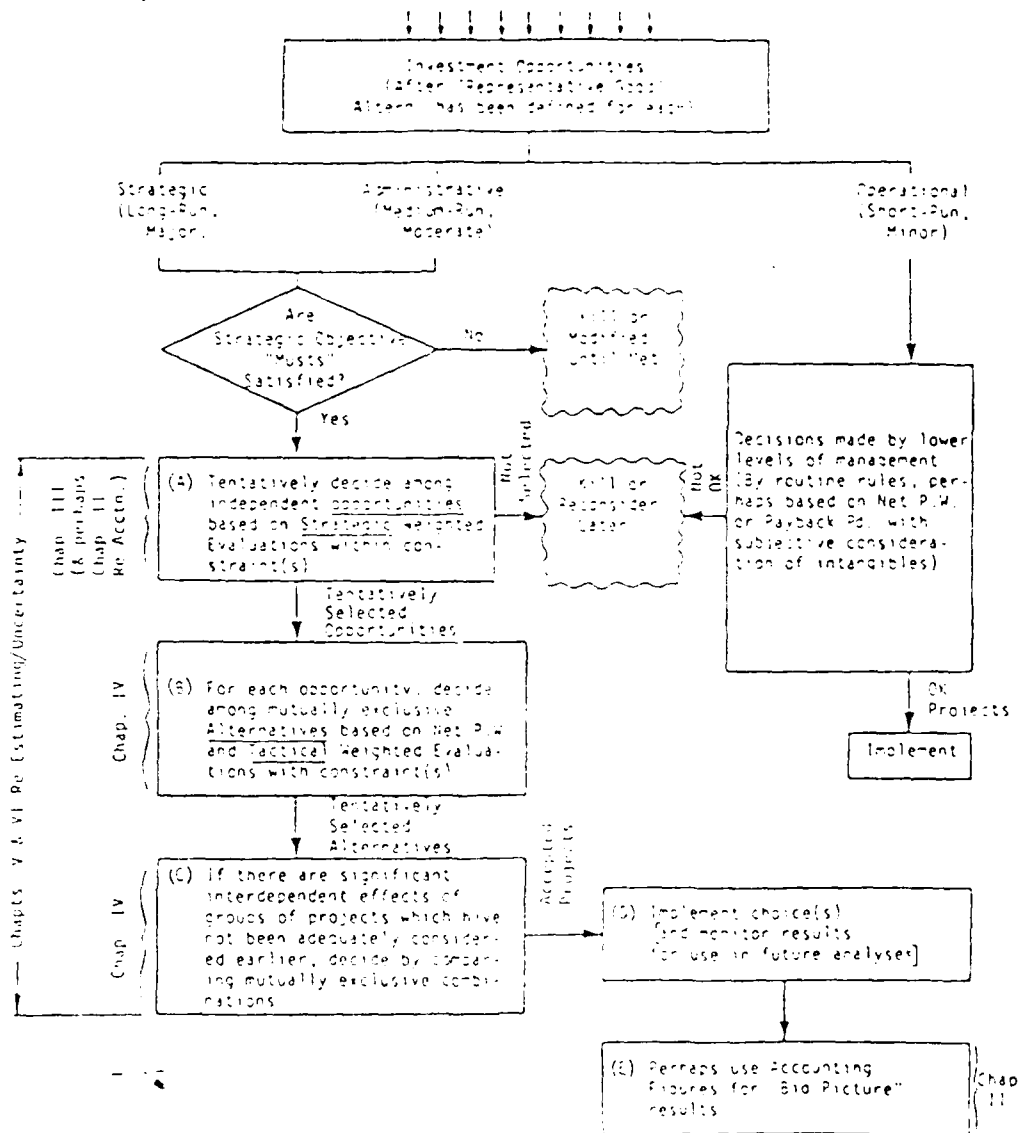 Investment Opportunities
(After "Representative Good"
Altern." has been defined for each)
Strategic
(Long-Run,
Major)
Administrative
(Medium-Run,
Moderate)
Operational
(Short-Run,
Minor)
Are
Strategic Objective
"Musts"
Satisfied?
No
Kill or
Modified
Until Met
Yes
(A) Tentatively decide among
independent opportunities
based on Strategic Weighted
Evaluations within con-
straint(s)
Not
Selected
Kill or
Reconsider
Later
Not
OK
Decisions made by lower
levels of management
(By routine rules, per-
haps based on Net P.W.
or Payback Pd. with
subjective considera-
tion of intangibles)
Chap III
(& perhaps
Chap II
Re Acctn.)
Tentatively
Selected
Opportunities
OK
Projects
Implement
Chap. IV
(B) For each opportunity, decide
among mutually exclusive
Alternatives based on Net P.W.
and Tactical Weighted Evalua-
tions with constraint(s)
Tentatively
Selected
Alternatives
Chapts V & VI Re Estimating/Uncertainty
Chap IV
(C) If there are significant
interdependent effects of
groups of projects which have
not been adequately consider-
ed earlier, decide by compar-
ing mutually exclusive combi-
nations
Accepted
Projects
(D) Implement choice(s)
[and monitor results
for use in future analyses]
(E) Perhaps use Accounting
Figures for "Big Picture"
results
Chap
II